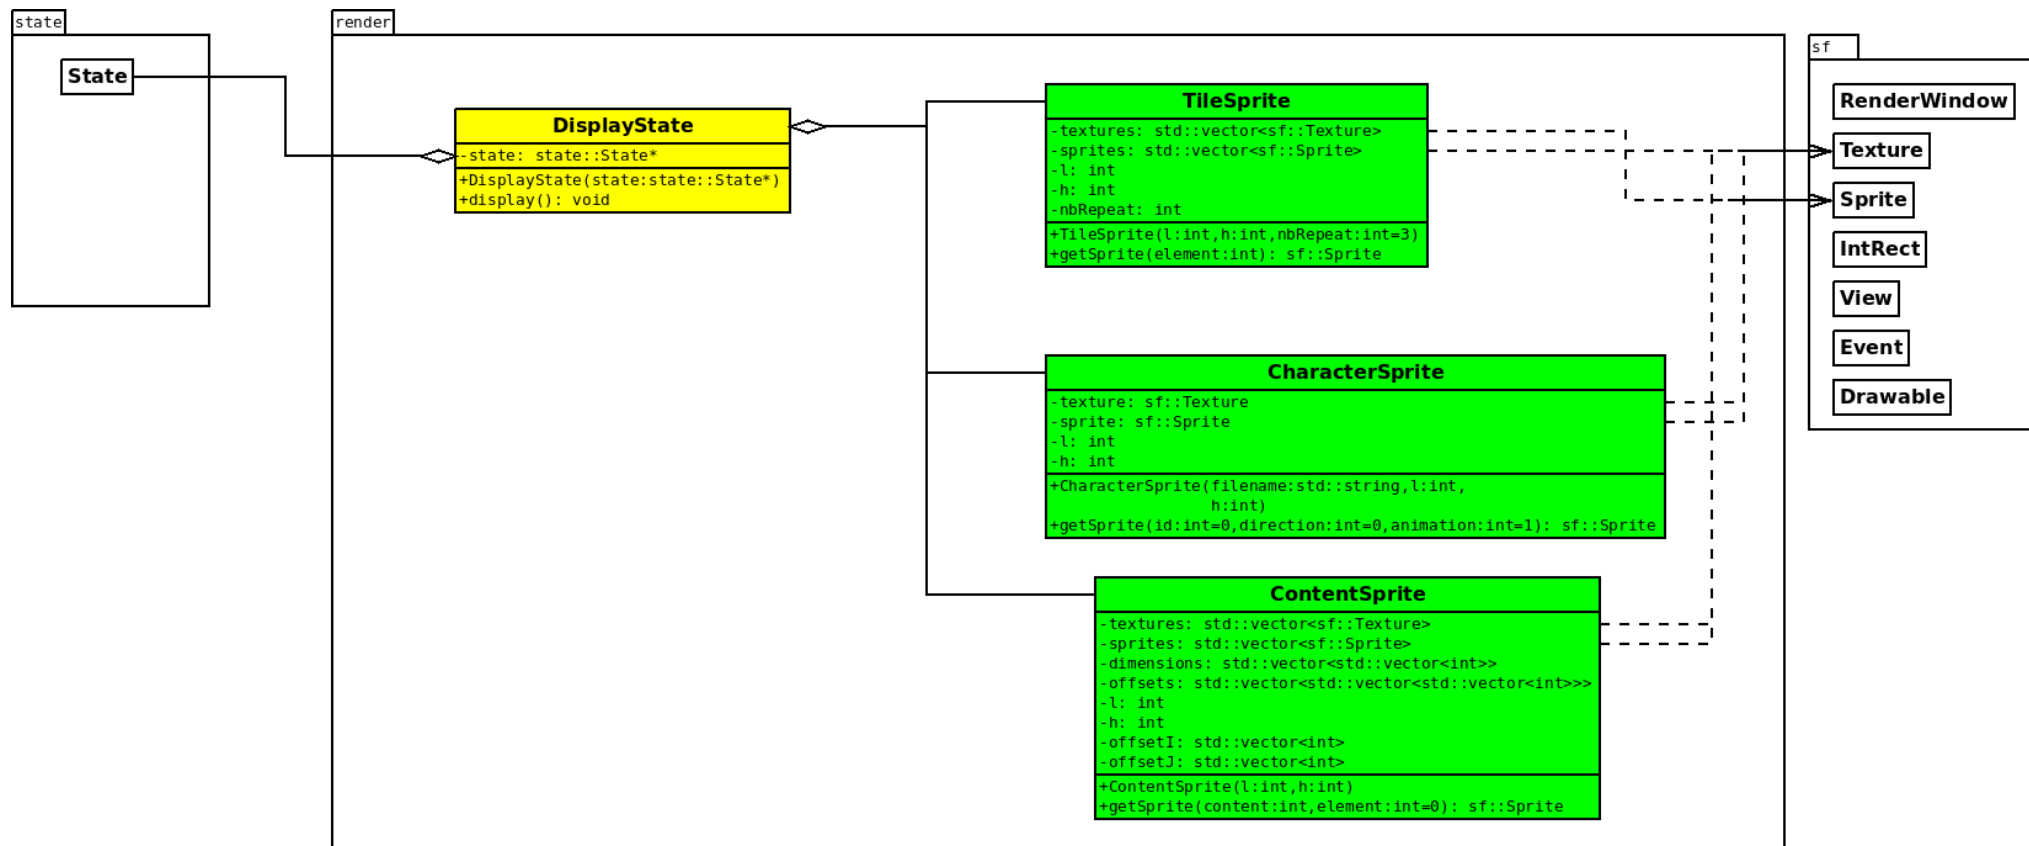 state
State
render
DisplayState
-state: state::State*
+DisplayState(state:state::State*)
+display(): void
TileSprite
-textures: std::vector<sf::Texture>
-sprites: std::vector<sf::Sprite>
-l: int
-h: int
-nbRepeat: int
+TileSprite(l:int,h:int,nbRepeat:int=3)
+getSprite(element:int): sf::Sprite
CharacterSprite
-texture: sf::Texture
-sprite: sf::Sprite
-l: int
-h: int
+CharacterSprite(filename:std::string,l:int,
h:int)
+getSprite(id:int=0,direction:int=0,animation:int=1): sf::Sprite
ContentSprite
-textures: std::vector<sf::Texture>
-sprites: std::vector<sf::Sprite>
-dimensions: std::vector<std::vector<int>>
-offsets: std::vector<std::vector<std::vector<int>>>
-l: int
-h: int
-offsetI: std::vector<int>
-offsetJ: std::vector<int>
+ContentSprite(l:int,h:int)
+getSprite(content:int,element:int=0): sf::Sprite
sf
RenderWindow
Texture
Sprite
IntRect
View
Event
Drawable